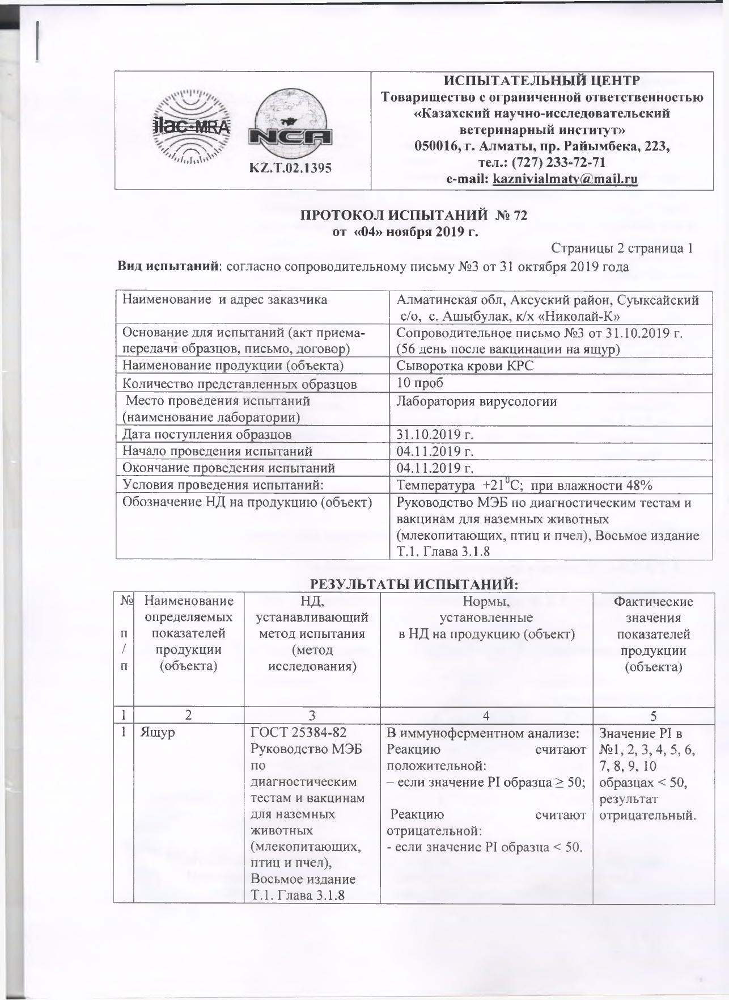 ilac-MRA
NCA
KZ.T.02.1395
ИСПЫТАТЕЛЬНЫЙ ЦЕНТР
Товарищество с ограниченной ответственностью
«Казахский научно-исследовательский
ветеринарный институт»
050016, г. Алматы, пр. Райымбека, 223,
тел.: (727) 233-72-71
e-mail: kaznivialmaty@mail.ru
ПРОТОКОЛ ИСПЫТАНИЙ № 72
от «04» ноября 2019 г.
Страницы 2 страница 1
Вид испытаний: согласно сопроводительному письму №3 от 31 октября 2019 года
Наименование и адрес заказчика
Алматинская обл, Аксуский район, Суыксайский
с/о, с. Ашыбулак, к/х «Николай-К»
Основание для испытаний (акт приема-
передачи образцов, письмо, договор)
Сопроводительное письмо №3 от 31.10.2019 г.
(56 день после вакцинации на ящур)
Наименование продукции (объекта)
Сыворотка крови КРС
Количество представленных образцов
10 проб
Место проведения испытаний
(наименование лаборатории)
Лаборатория вирусологии
Дата поступления образцов
31.10.2019 г.
Начало проведения испытаний
04.11.2019 г.
Окончание проведения испытаний
04.11.2019 г.
Условия проведения испытаний:
Температура +21⁰С; при влажности 48%
Обозначение НД на продукцию (объект)
Руководство МЭБ по диагностическим тестам и
вакцинам для наземных животных
(млекопитающих, птиц и пчел), Восьмое издание
Т.1. Глава 3.1.8
РЕЗУЛЬТАТЫ ИСПЫТАНИЙ:
№
п
/
п
Наименование
определяемых
показателей
продукции
(объекта)
НД,
устанавливающий
метод испытания
(метод
исследования)
Нормы,
установленные
в НД на продукцию (объект)
Фактические
значения
показателей
продукции
(объекта)
1 2 3 4 5
1
Ящур
ГОСТ 25384-82
Руководство МЭБ
по
диагностическим
тестам и вакцинам
для наземных
животных
(млекопитающих,
птиц и пчел),
Восьмое издание
Т.1. Глава 3.1.8
В иммуноферментном анализе:
Реакцию считают
положительной:
– если значение PI образца ≥ 50;
Реакцию считают
отрицательной:
- если значение PI образца < 50.
Значение PI в
№1, 2, 3, 4, 5, 6,
7, 8, 9, 10
образцах < 50,
результат
отрицательный.